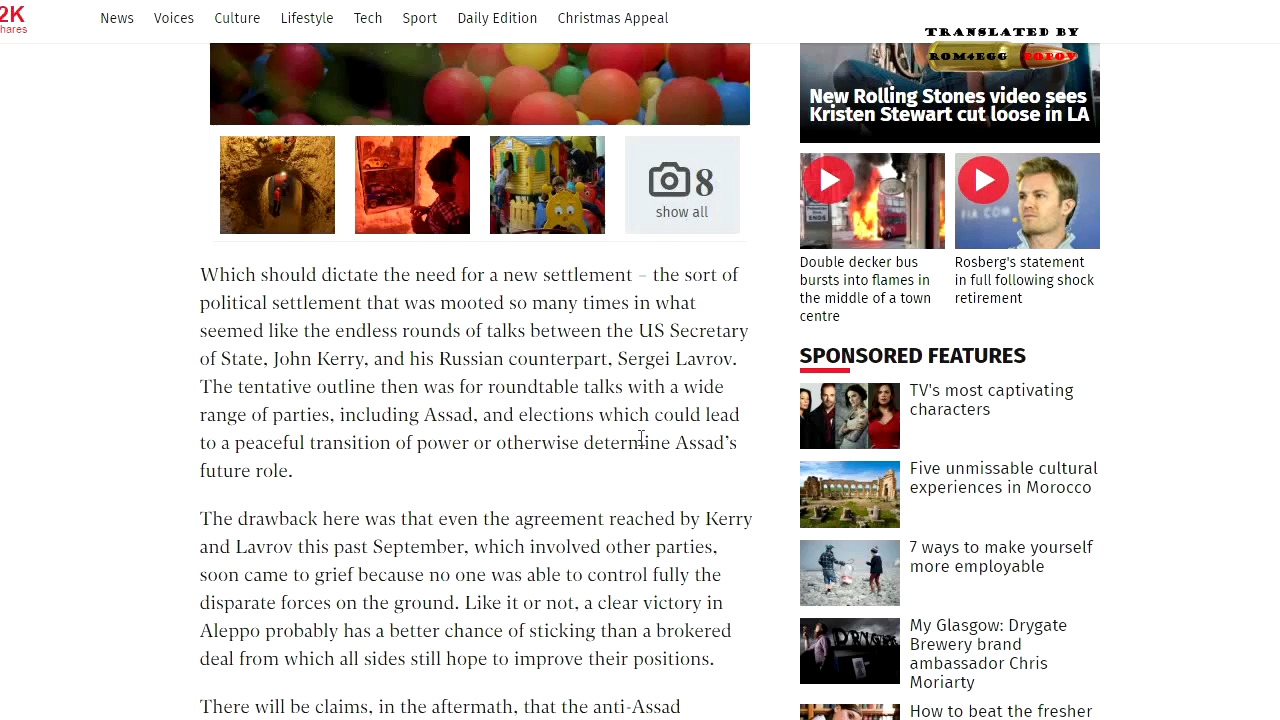 2K
hares
News Voices Culture Lifestyle Tech Sport Daily Edition Christmas Appeal
TRANSLATED BY
ROM4EGG POPOV
New Rolling Stones video sees
Kristen Stewart cut loose in LA
8
show all
ENDS
FIA COM
Double decker bus
bursts into flames in
the middle of a town
centre
Rosberg's statement
in full following shock
retirement
Which should dictate the need for a new settlement – the sort of
political settlement that was mooted so many times in what
seemed like the endless rounds of talks between the US Secretary
of State, John Kerry, and his Russian counterpart, Sergei Lavrov.
The tentative outline then was for roundtable talks with a wide
range of parties, including Assad, and elections which could lead
to a peaceful transition of power or otherwise determine Assad’s
future role.
The drawback here was that even the agreement reached by Kerry
and Lavrov this past September, which involved other parties,
soon came to grief because no one was able to control fully the
disparate forces on the ground. Like it or not, a clear victory in
Aleppo probably has a better chance of sticking than a brokered
deal from which all sides still hope to improve their positions.
There will be claims, in the aftermath, that the anti-Assad
SPONSORED FEATURES
TV's most captivating
characters
Five unmissable cultural
experiences in Morocco
7 ways to make yourself
more employable
My Glasgow: Drygate
Brewery brand
ambassador Chris
Moriarty
How to beat the fresher